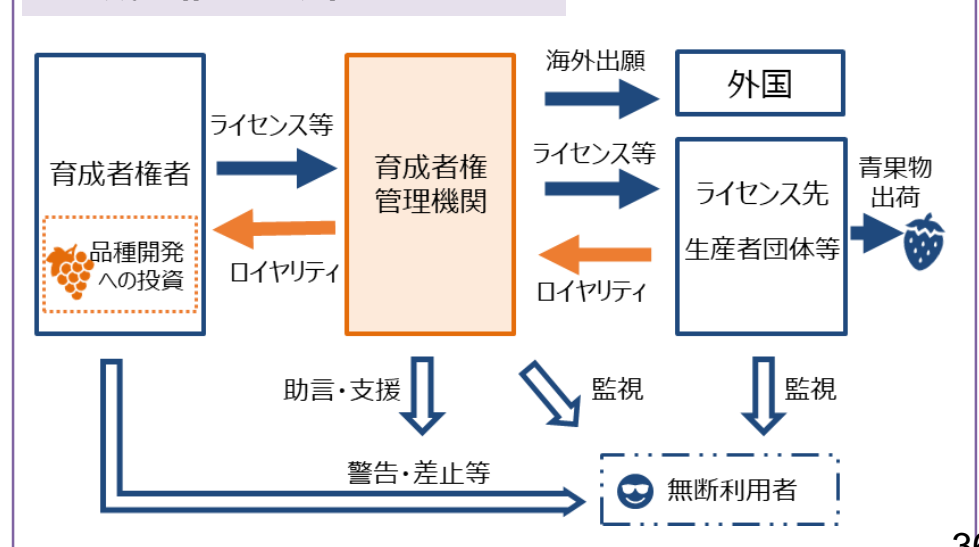 海外出願
外国
ライセンス等
ライセンス等
育成者権者
育成者権
管理機関
ライセンス先
生産者団体等
青果物
出荷
品種開発
への投資
ロイヤリティ
ロイヤリティ
助言・支援
監視
監視
警告・差止等
無断利用者